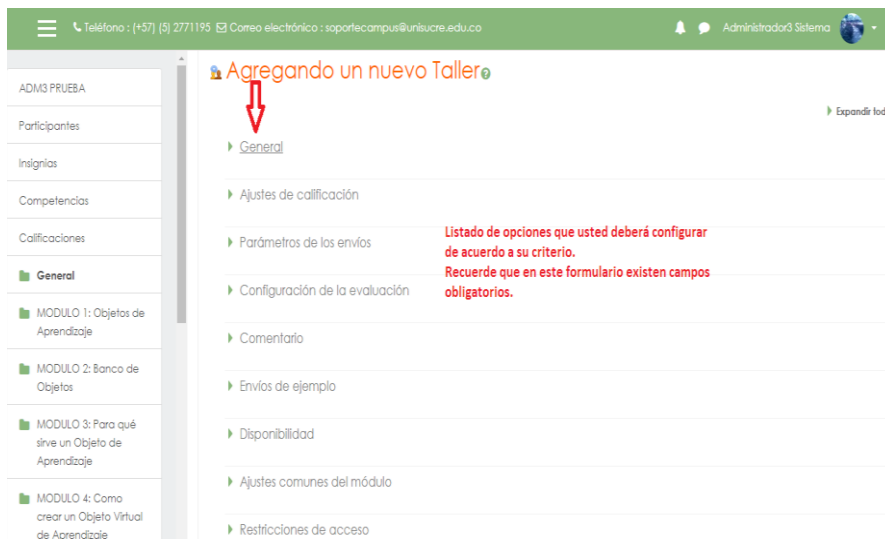 Teléfono : (+57) (5) 2771195 Correo electrónico : soportecampus@unisucre.edu.co
Administrador3 Sistema
ADM3 PRUEBA
Participantes
Insignias
Competencias
Calificaciones
General
MODULO 1: Objetos de
Aprendizaje
MODULO 2: Banco de
Objetos
MODULO 3: Para qué
sirve un Objeto de
Aprendizaje
MODULO 4: Como
crear un Objeto Virtual
de Aprendizaje
Agregando un nuevo Taller
Expandir tod
General
Ajustes de calificación
Parámetros de los envíos
Configuración de la evaluación
Comentario
Envíos de ejemplo
Disponibilidad
Ajustes comunes del módulo
Restricciones de acceso
Listado de opciones que usted deberá configurar
de acuerdo a su criterio.
Recuerde que en este formulario existen campos
obligatorios.